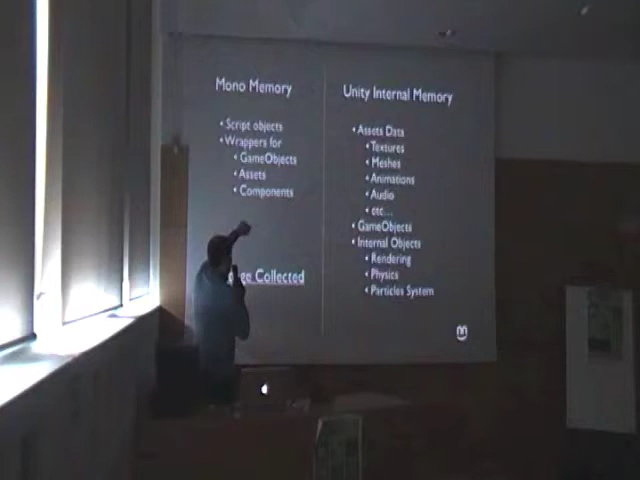 Mono Memory
• Script objects
• Wrappers for
• GameObjects
• Assets
• Components
Collected
Unity Internal Memory
• Assets Data
• Textures
• Meshes
• Animations
• Audio
• etc...
• GameObjects
• Internal Objects
• Rendering
• Physics
• Particles System